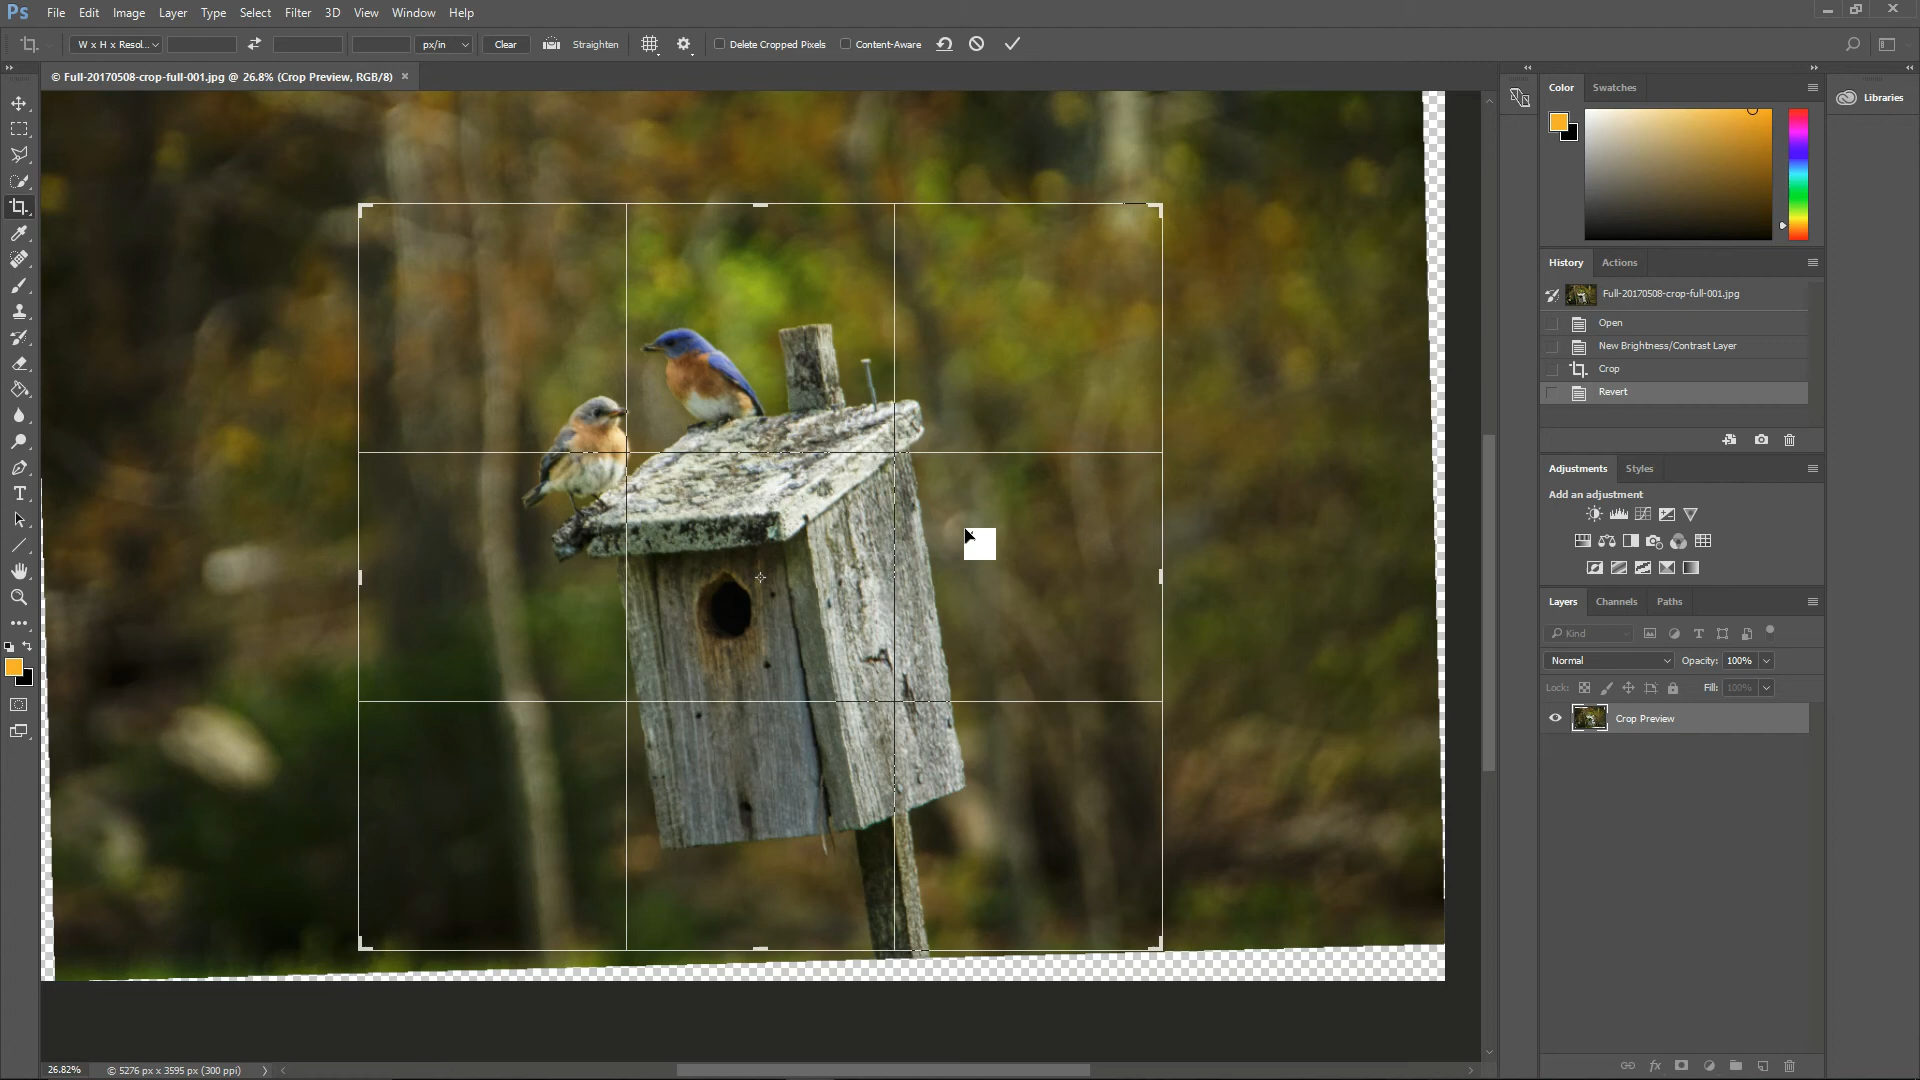 Ps File Edit Image Layer Type Select Filter 3D View Window Help
W x H x Resol... px/in Clear Straighten Delete Cropped Pixels Content-Aware
© Full-20170508-crop-full-001.jpg @ 26.8% (Crop Preview, RGB/8) ×
Color Swatches
Libraries
History Actions
Full-20170508-crop-full-001.jpg
Open
New Brightness/Contrast Layer
Crop
Revert
Adjustments Styles
Add an adjustment
Layers Channels Paths
Kind
Normal Opacity: 100%
Lock: Fill: 100%
Crop Preview
26.82% © 5276 px x 3595 px (300 ppi)